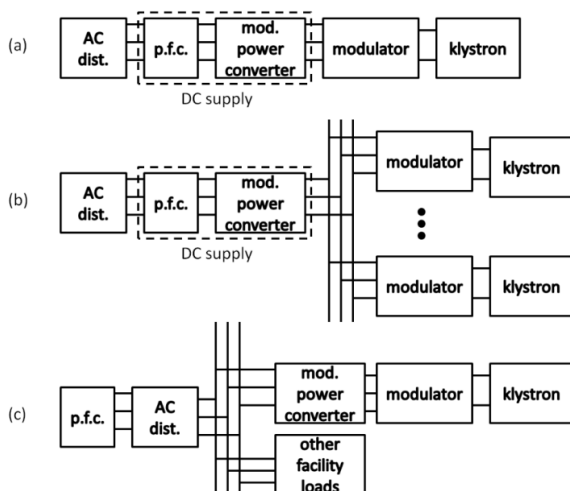 (a)
AC
dist.
p.f.c.
mod.
power
converter
modulator
klystron
DC supply
(b)
AC
dist.
p.f.c.
mod.
power
converter
DC supply
modulator
klystron
modulator
klystron
(c)
p.f.c.
AC
dist.
mod.
power
converter
modulator
klystron
other
facility
loads